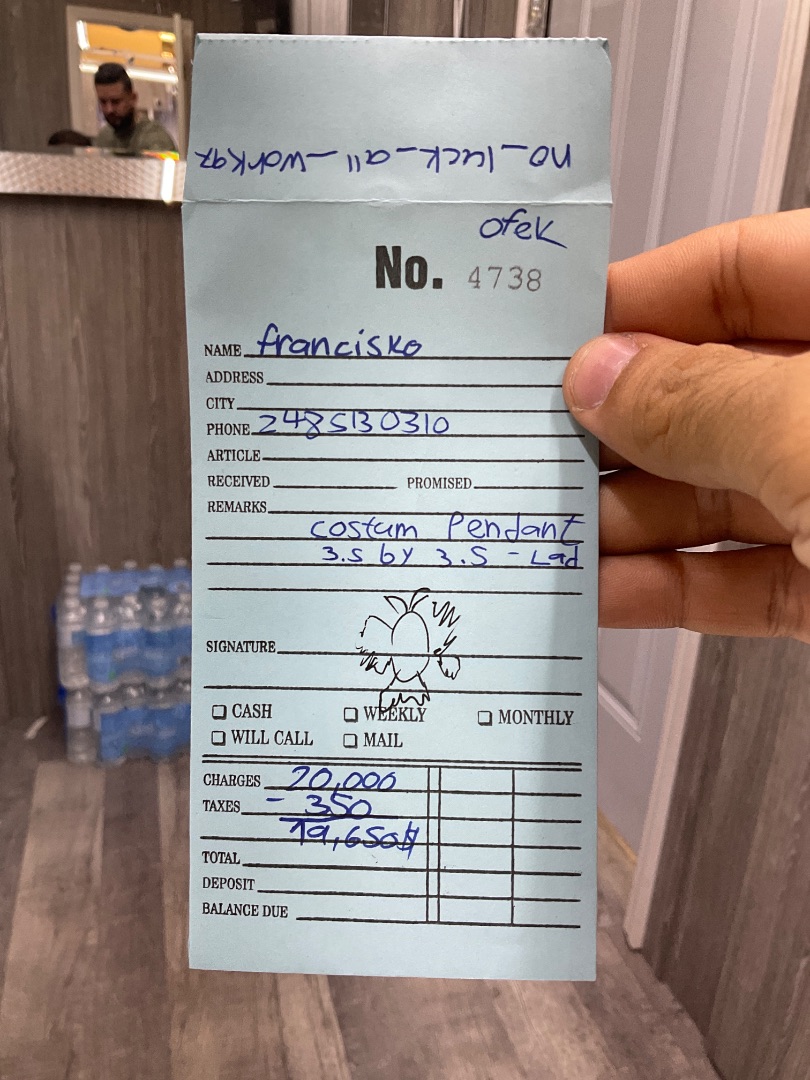 no_luck_all_workqz
ofek
No. 4738
NAME francisko
ADDRESS
CITY
PHONE 2485130310
ARTICLE
RECEIVED PROMISED
REMARKS
costum Pendant
3.5 by 3.5 - Lad
SIGNATURE
CASH WEEKLY MONTHLY
WILL CALL MAIL
CHARGES 20,000
TAXES - 350
19,650$
TOTAL
DEPOSIT
BALANCE DUE